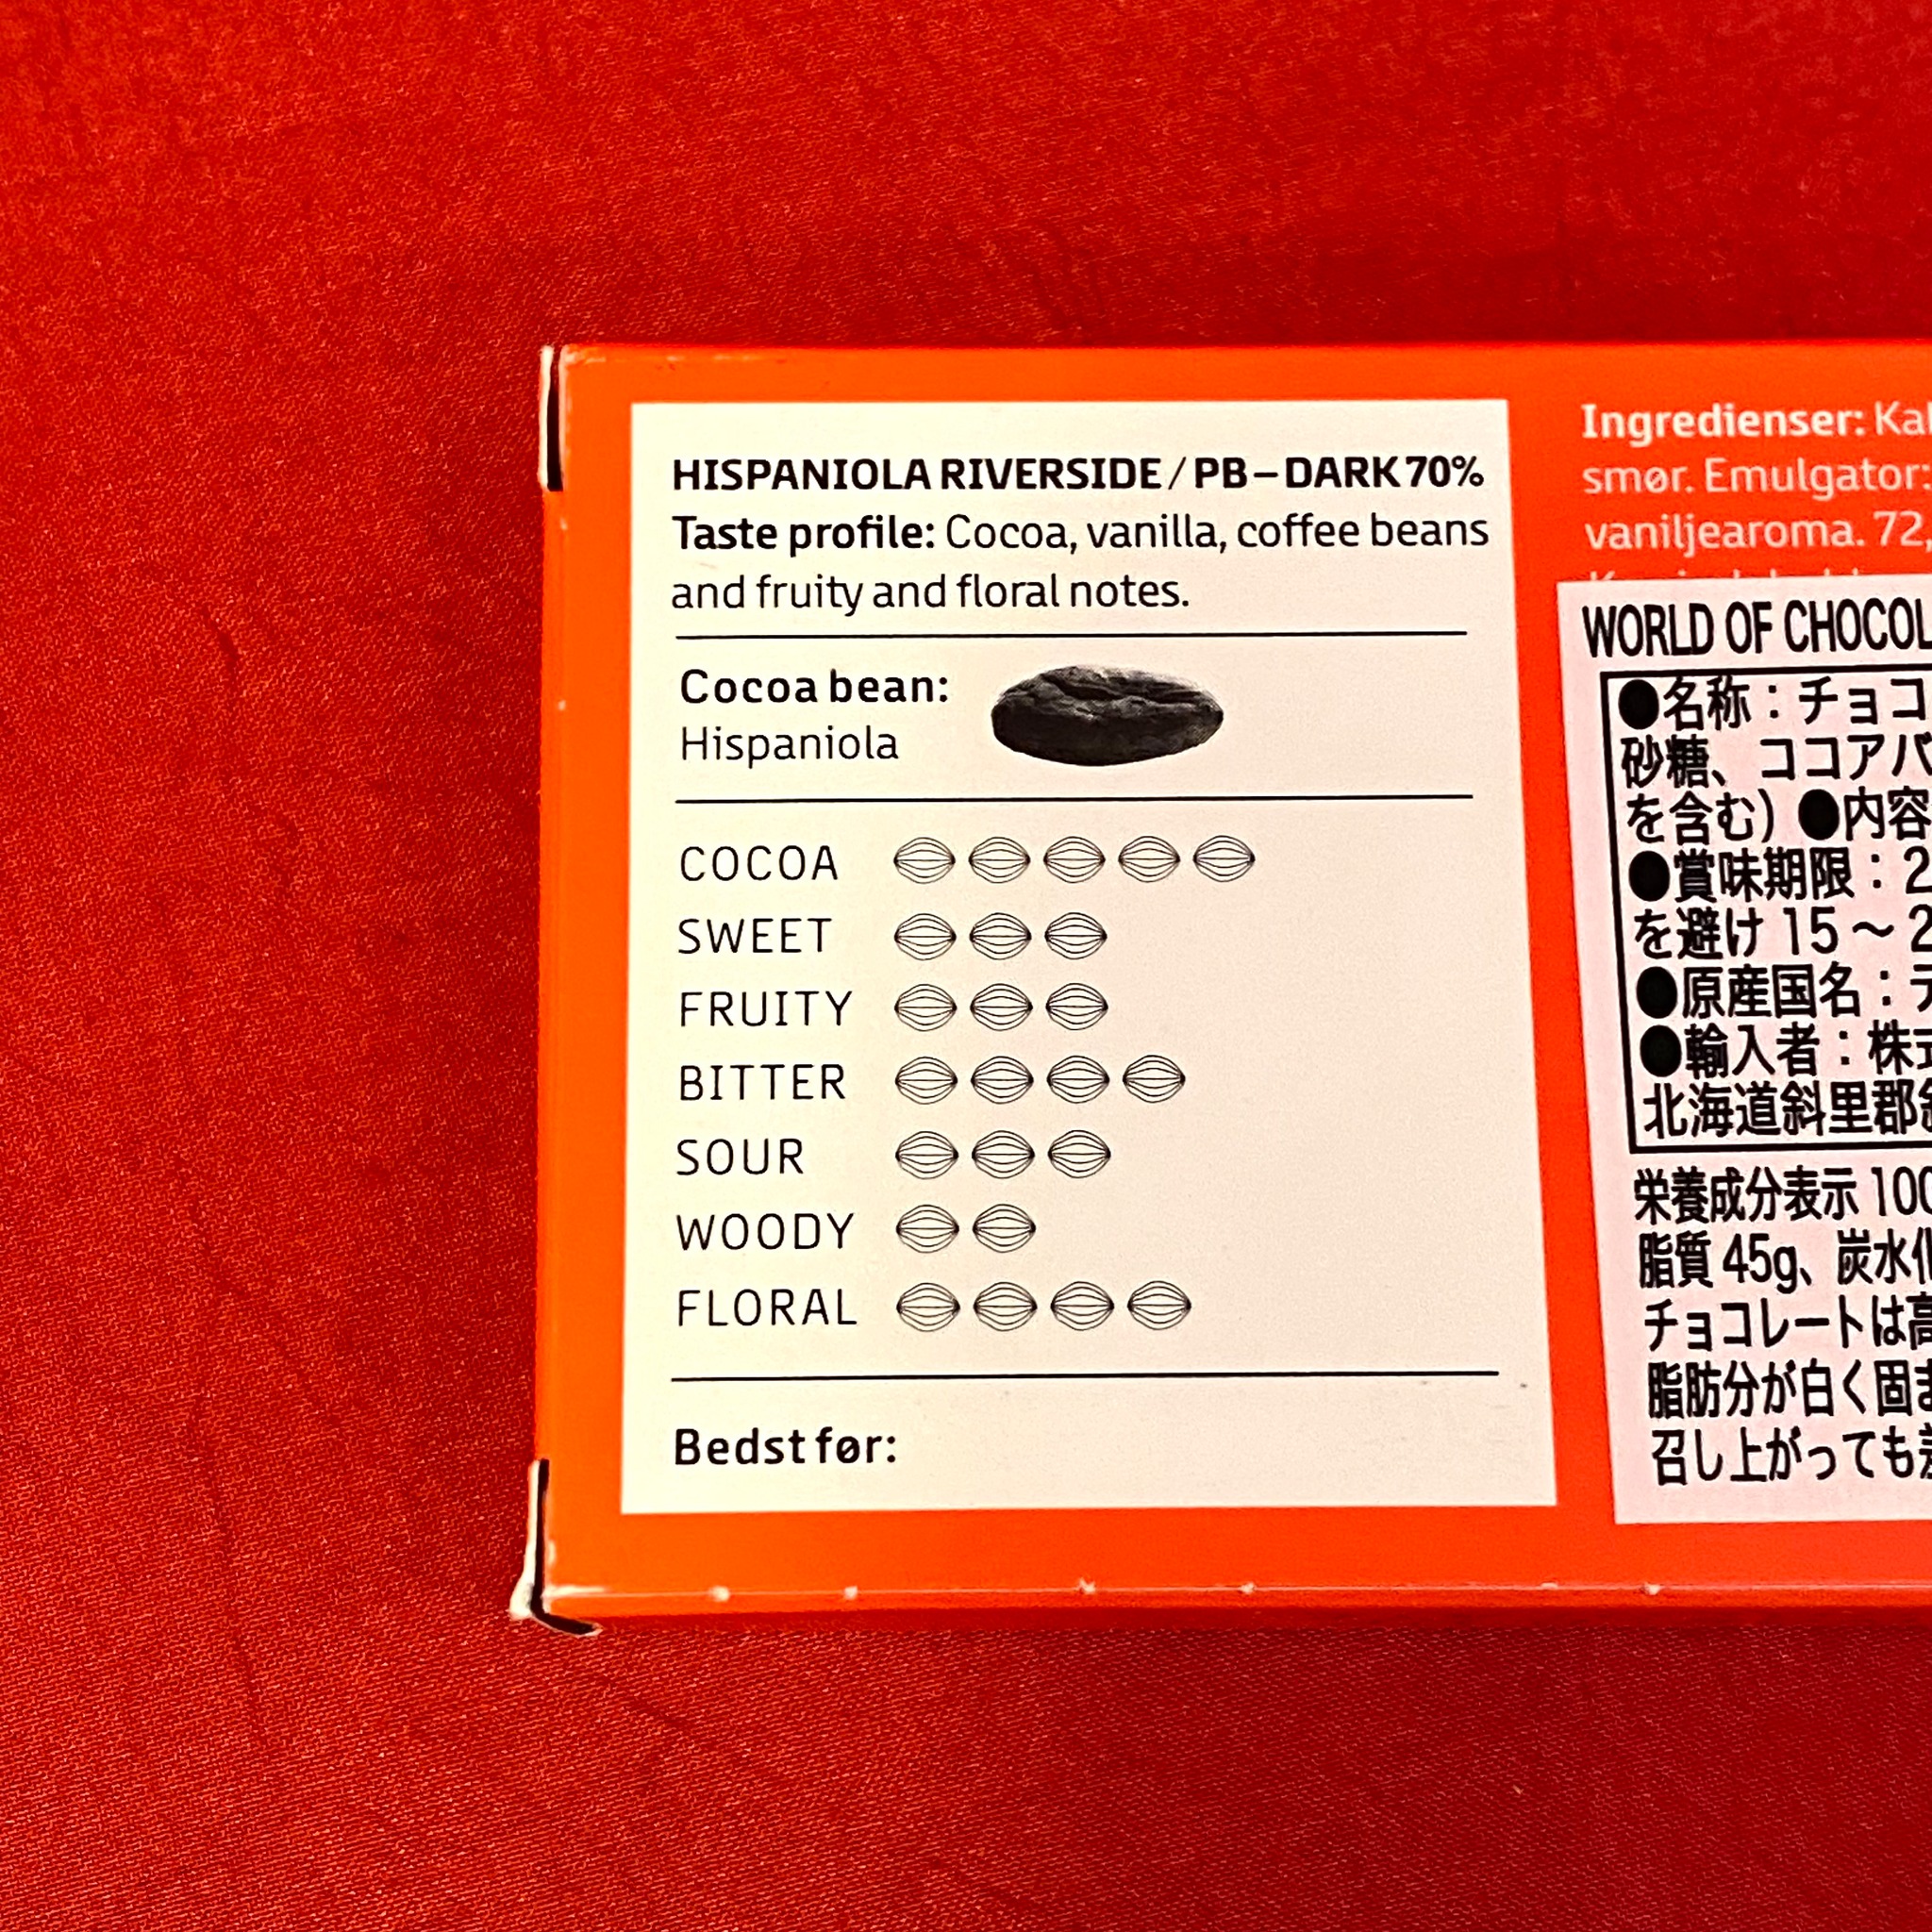 HISPANIOLA RIVERSIDE / PB – DARK 70%
Taste profile: Cocoa, vanilla, coffee beans
and fruity and floral notes.
Cocoa bean:
Hispaniola
COCOA
SWEET
FRUITY
BITTER
SOUR
WOODY
FLORAL
Bedst før:
Ingredienser:
smør. Emulgator:
vaniljearoma. 72,
WORLD OF
●名称：チョコ
砂糖、ココアバ
を含む）●内容
●賞味期限：2
を避け 15 ～ 2
●原産国名：
●輸入者：株式
北海道斜里郡
栄養成分表示 100
脂質 45g、炭水化
チョコレートは高
脂肪分が白く固ま
召し上がっても